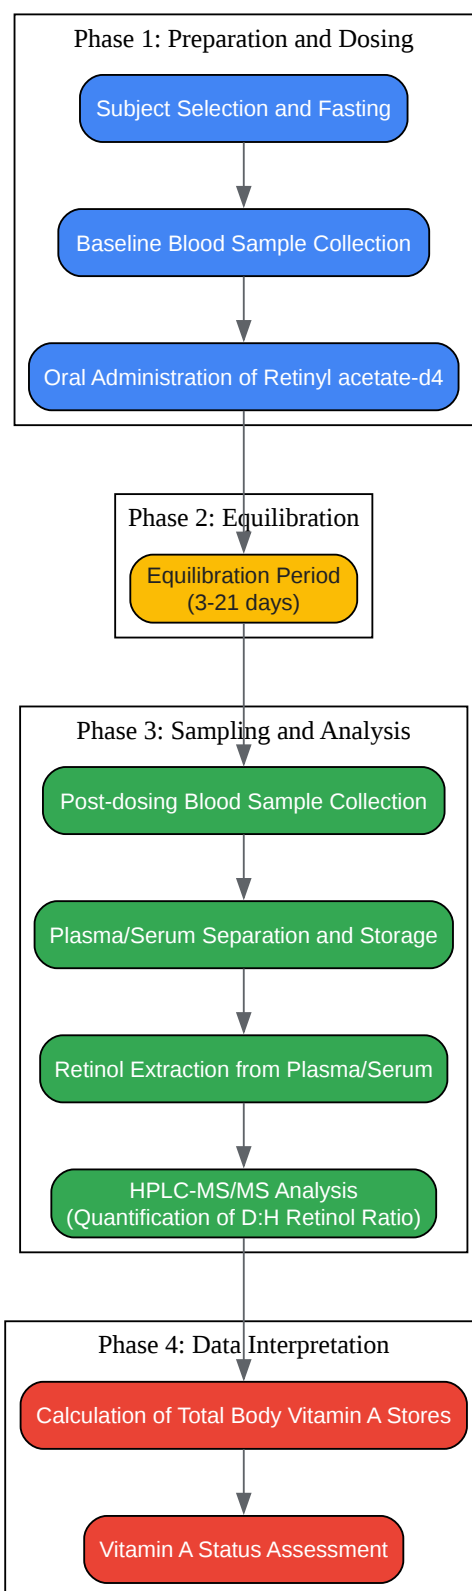 Phase 1: Preparation and Dosing
Subject Selection and Fasting
Baseline Blood Sample Collection
Oral Administration of Retinyl acetate-d4
Phase 2: Equilibration
Equilibration Period
(3-21 days)
Phase 3: Sampling and Analysis
Post-dosing Blood Sample Collection
Plasma/Serum Separation and Storage
Retinol Extraction from Plasma/Serum
HPLC-MS/MS Analysis
(Quantification of D:H Retinol Ratio)
Phase 4: Data Interpretation
Calculation of Total Body Vitamin A Stores
Vitamin A Status Assessment